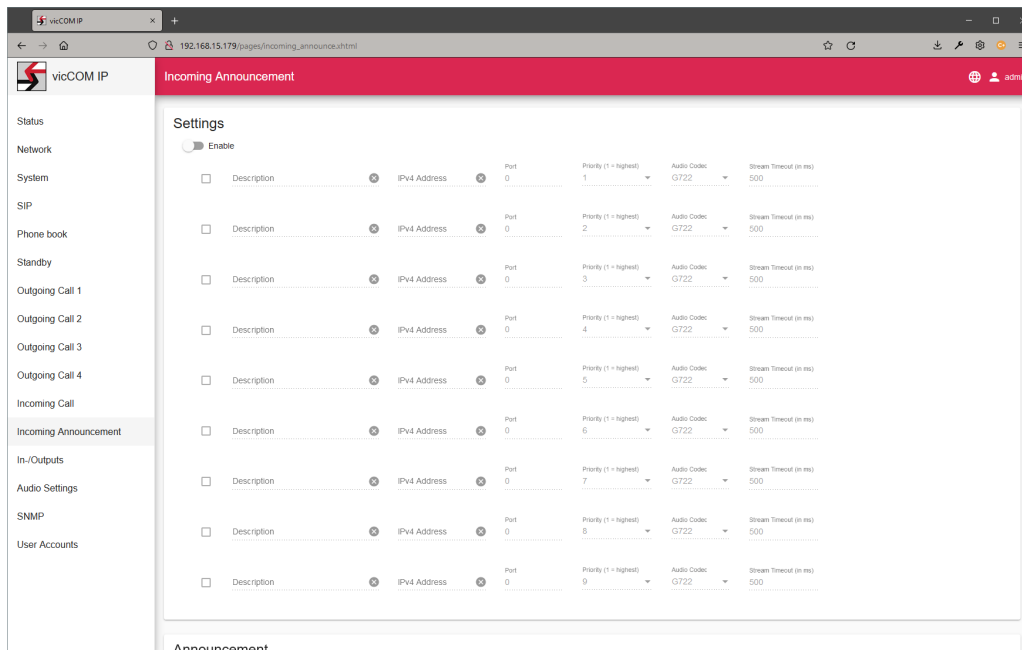 vicCOM IP
192.168.15.179/pages/incoming_announce.xhtml
vicCOM IP
Incoming Announcement
Status
Network
System
SIP
Phone book
Standby
Outgoing Call 1
Outgoing Call 2
Outgoing Call 3
Outgoing Call 4
Incoming Call
Incoming Announcement
In-/Outputs
Audio Settings
SNMP
User Accounts
Settings
Enable
Port Priority (1 = highest) Audio Codec Stream Timeout (in ms)
Description IPv4 Address 0 1 G722 500
Port Priority (1 = highest) Audio Codec Stream Timeout (in ms)
Description IPv4 Address 0 2 G722 500
Port Priority (1 = highest) Audio Codec Stream Timeout (in ms)
Description IPv4 Address 0 3 G722 500
Port Priority (1 = highest) Audio Codec Stream Timeout (in ms)
Description IPv4 Address 0 4 G722 500
Port Priority (1 = highest) Audio Codec Stream Timeout (in ms)
Description IPv4 Address 0 5 G722 500
Port Priority (1 = highest) Audio Codec Stream Timeout (in ms)
Description IPv4 Address 0 6 G722 500
Port Priority (1 = highest) Audio Codec Stream Timeout (in ms)
Description IPv4 Address 0 7 G722 500
Port Priority (1 = highest) Audio Codec Stream Timeout (in ms)
Description IPv4 Address 0 8 G722 500
Port Priority (1 = highest) Audio Codec Stream Timeout (in ms)
Description IPv4 Address 0 9 G722 500
Announcement